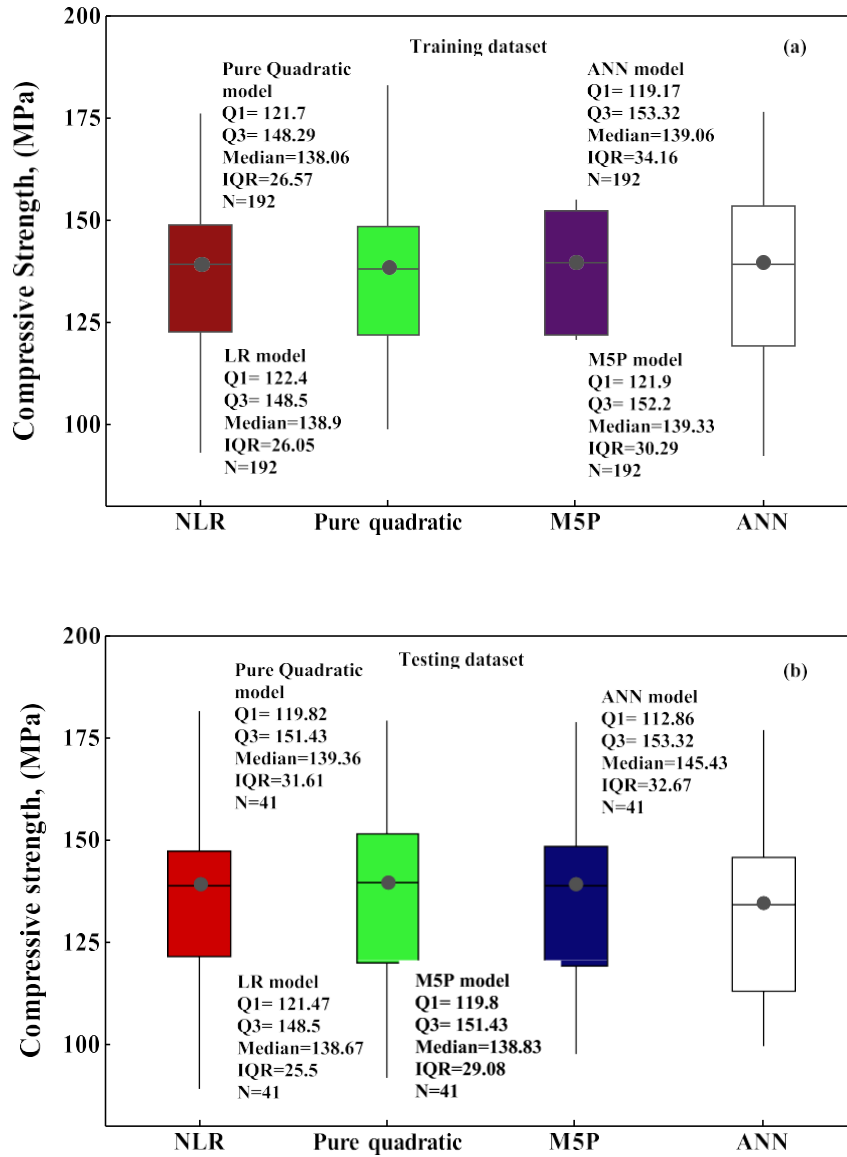 200
Training dataset
(a)
Pure Quadratic
model
Q1= 121.7
Q3= 148.29
Median=138.06
IQR=26.57
N=192
ANN model
Q1= 119.17
Q3= 153.32
Median=139.06
IQR=34.16
N=192
175
150
125
100
Compressive Strength, (MPa)
LR model
Q1= 122.4
Q3= 148.5
Median=138.9
IQR=26.05
N=192
M5P model
Q1= 121.9
Q3= 152.2
Median=139.33
IQR=30.29
N=192
NLR
Pure quadratic
M5P
ANN
200
Testing dataset
(b)
Pure Quadratic
model
Q1= 119.82
Q3= 151.43
Median=139.36
IQR=31.61
N=41
ANN model
Q1= 112.86
Q3= 153.32
Median=145.43
IQR=32.67
N=41
175
150
125
100
Compressive strength, (MPa)
LR model
Q1= 121.47
Q3= 148.5
Median=138.67
IQR=25.5
N=41
M5P model
Q1= 119.8
Q3= 151.43
Median=138.83
IQR=29.08
N=41
NLR
Pure quadratic
M5P
ANN